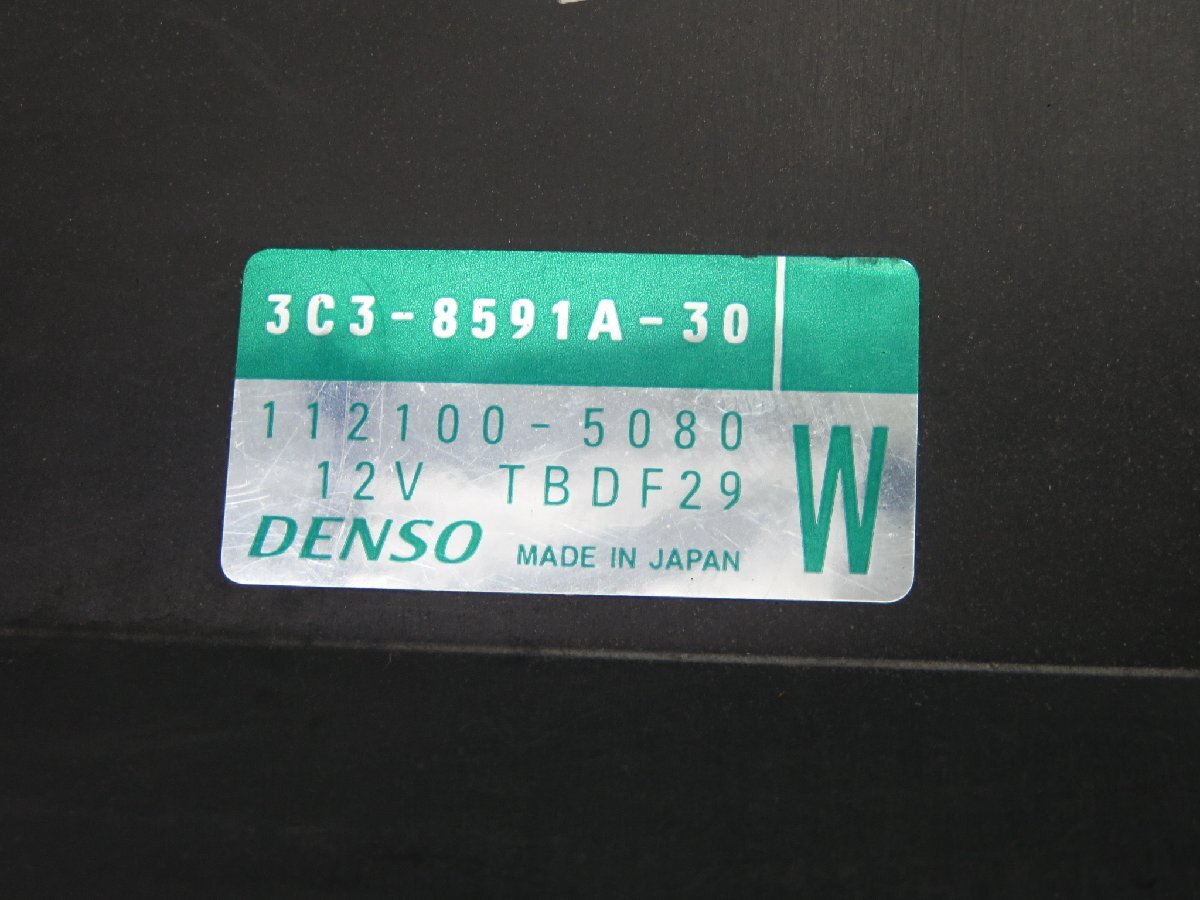 3C3-8591A-30
112100-5080
12V TBDF29
W
DENSO MADE IN JAPAN